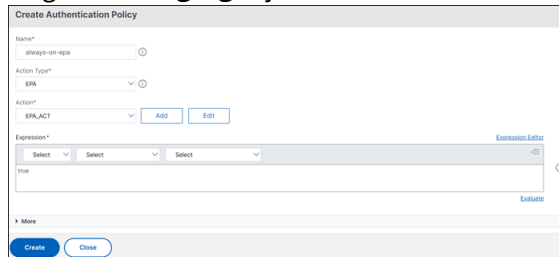 Create Authentication Policy
Name*
always-on-epa
Action Type*
EPA
Action*
EPA_ACT Add Edit
Expression * Expression Editor
Select Select Select
true
Evaluate
More
Create Close